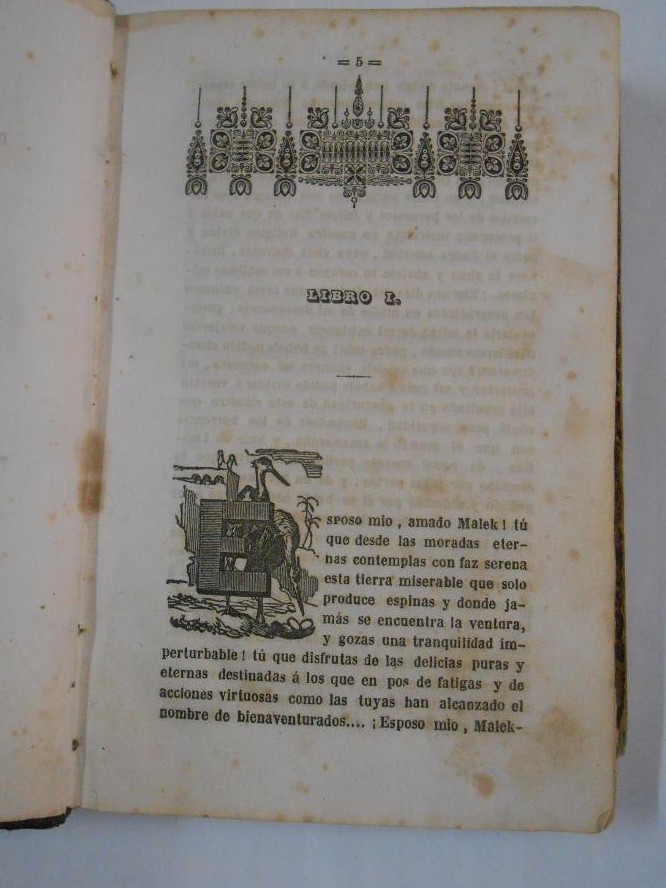 = 5 =
LIBRO I.
ESPOSO mio, amado Malek! tú
que desde las moradas eter-
nas contemplas con faz serena
esta tierra miserable que solo
produce espinas y donde ja-
más se encuentra la ventura,
y gozas una tranquilidad im-
perturbable! tú que disfrutas de las delicias puras y
eternas destinadas á los que en pos de fatigas y de
acciones virtuosas como las tuyas han alcanzado el
nombre de bienaventurados.... ¡Esposo mio, Malek-